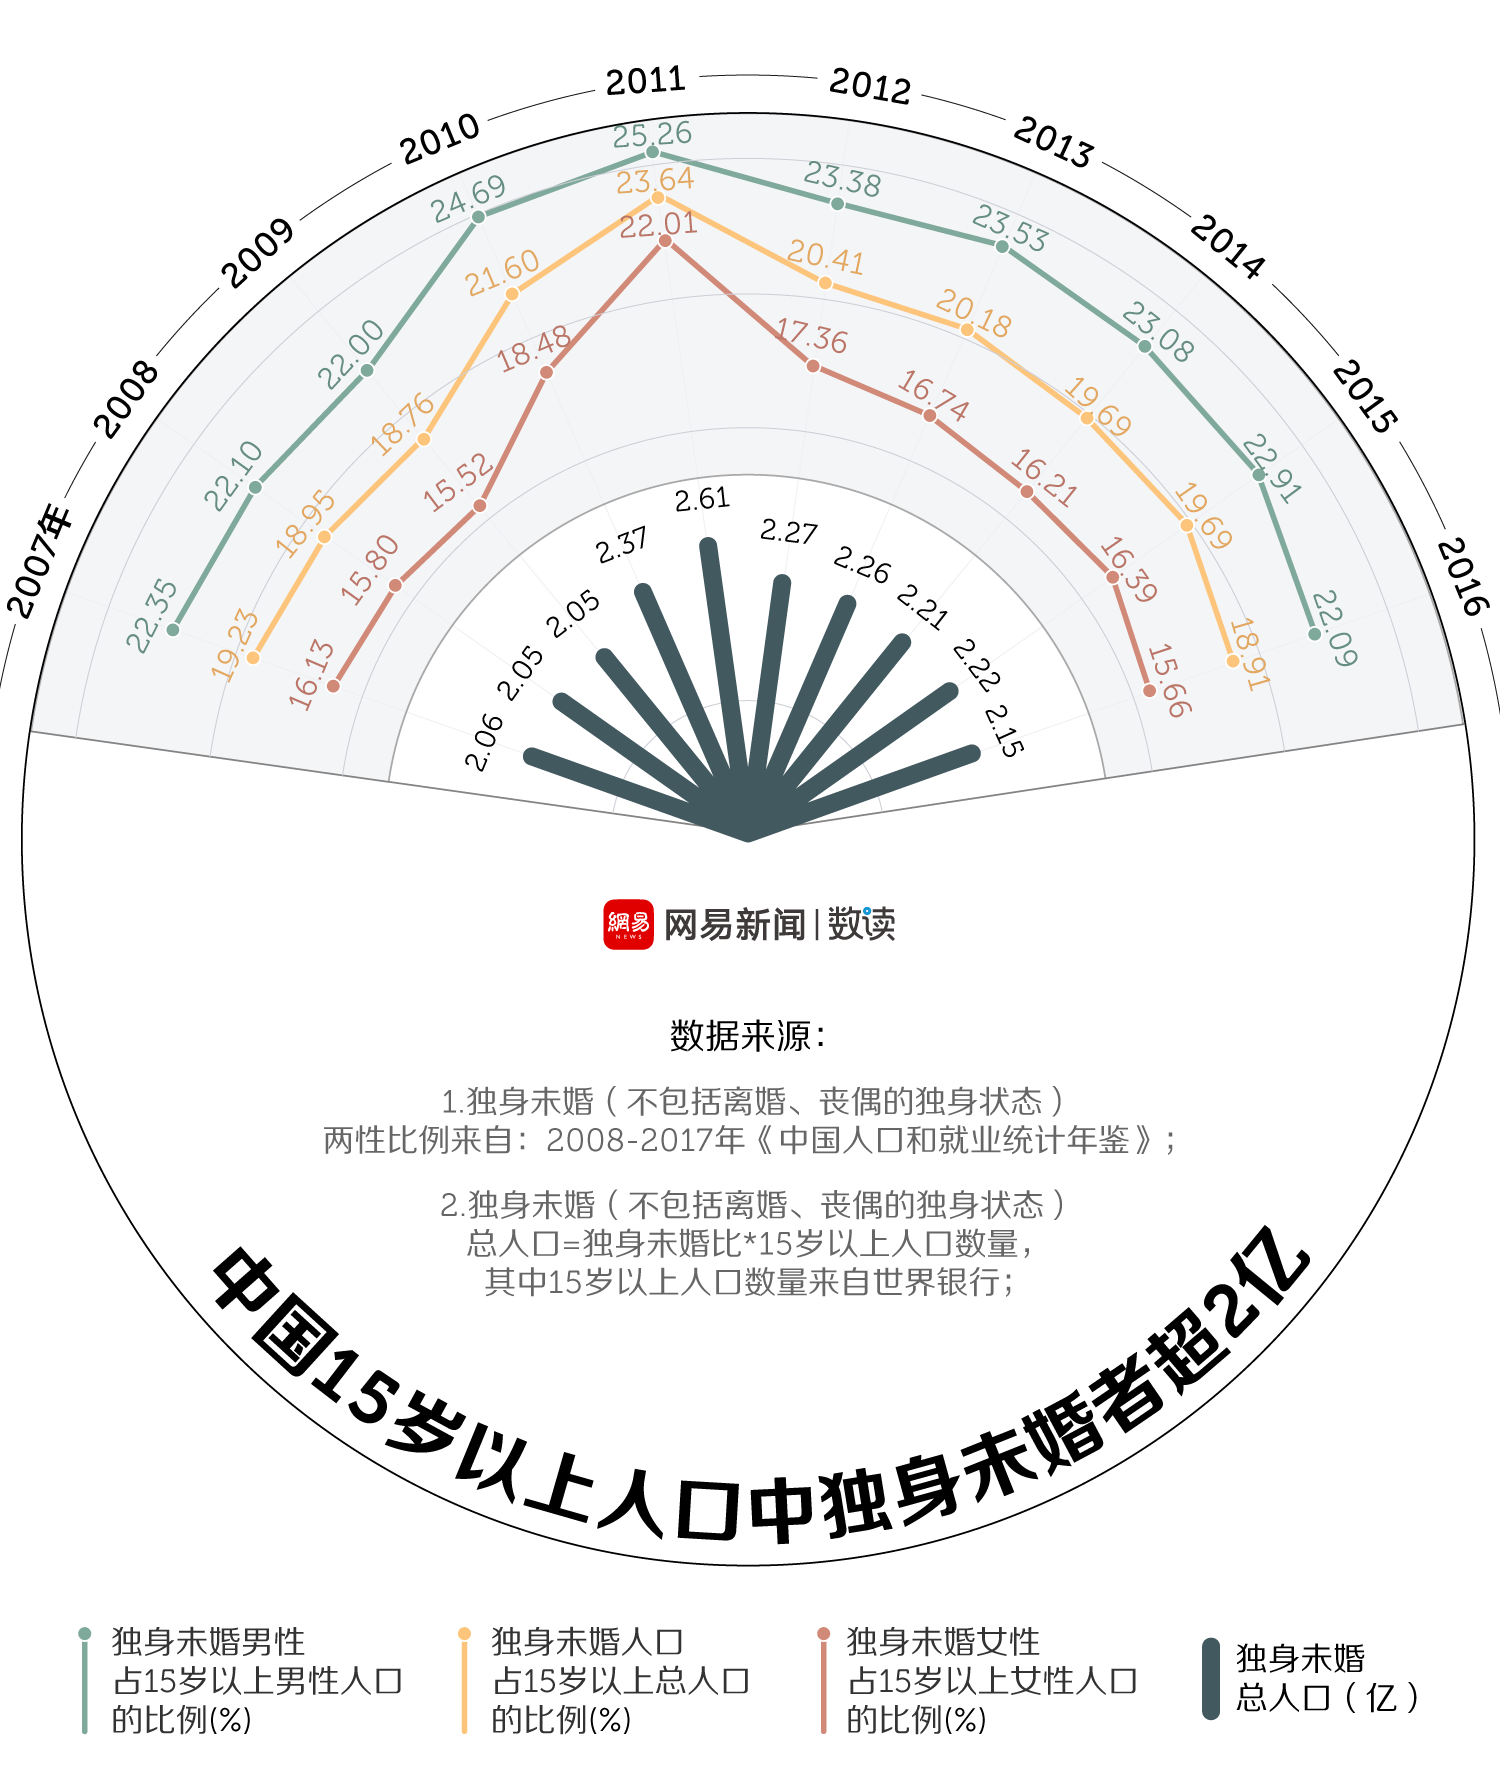 2007年
2008
2009
2010
2011
2012
2013
2014
2015
2016
22.35
22.10
22.00
24.69
25.26
23.38
23.53
23.08
22.91
22.09
19.23
18.95
18.76
21.60
23.64
20.41
20.18
19.69
19.69
18.91
16.13
15.80
15.52
18.48
22.01
17.36
16.74
16.21
16.39
15.66
2.06
2.05
2.05
2.37
2.61
2.27
2.26
2.21
2.22
2.15
網易 NEWS 网易新闻|数读
数据来源：
1.独身未婚（不包括离婚、丧偶的独身状态）
两性比例来自：2008-2017年《中国人口和就业统计年鉴》；
2.独身未婚（不包括离婚、丧偶的独身状态）
总人口=独身未婚比*15岁以上人口数量，
其中15岁以上人口数量来自世界银行；
中国15岁以上人口中独身未婚者超2亿
独身未婚男性
占15岁以上男性人口
的比例(%)
独身未婚人口
占15岁以上总人口
的比例(%)
独身未婚女性
占15岁以上女性人口
的比例(%)
独身未婚
总人口（亿）